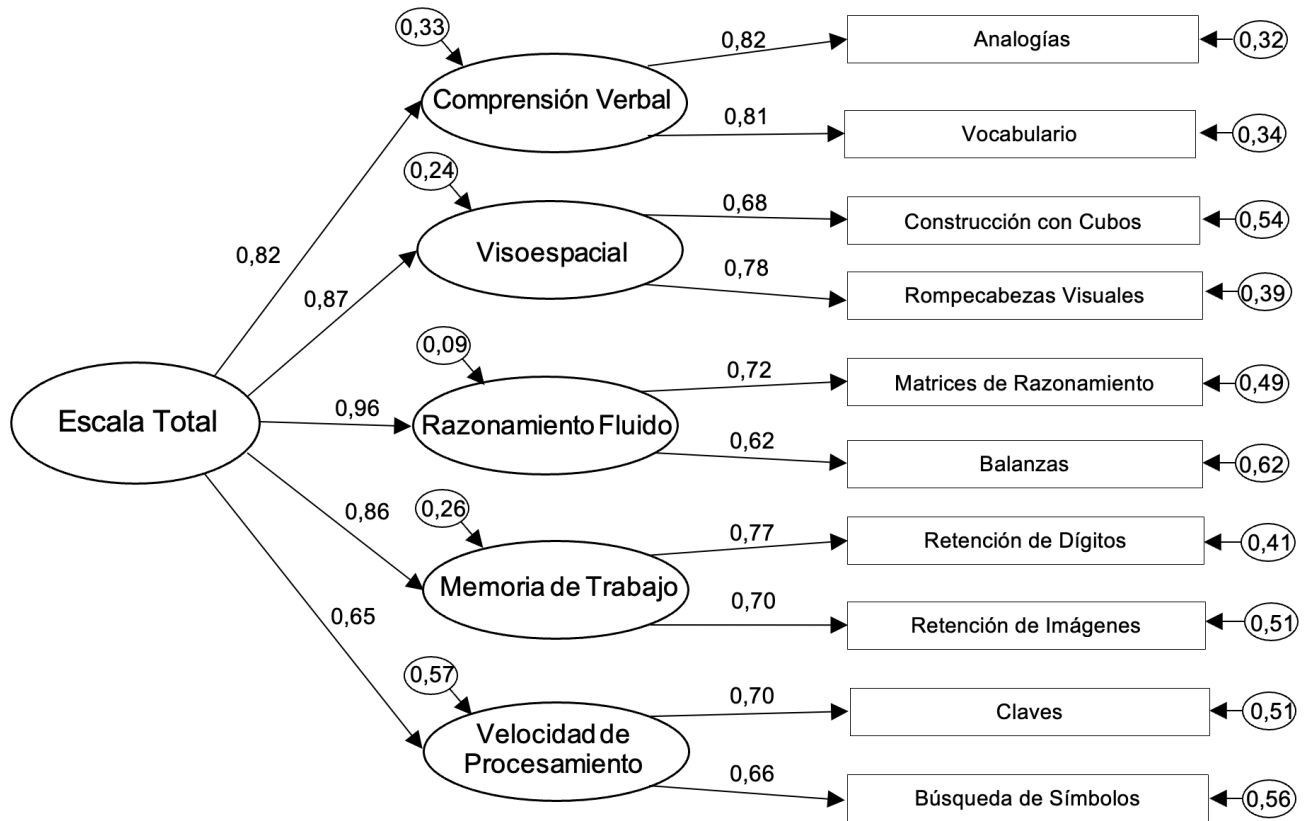 0,33
0,82
Analogías
0,32
Comprensión Verbal
0,81
Vocabulario
0,34
0,24
0,68
Construcción con Cubos
0,54
0,82
Visoespacial
0,87
0,78
Rompecabezas Visuales
0,39
0,09
0,72
Matrices de Razonamiento
0,49
Escala Total
0,96
Razonamiento Fluido
0,62
Balanzas
0,62
0,86
0,26
0,77
Retención de Dígitos
0,41
Memoria de Trabajo
0,65
0,70
Retención de Imágenes
0,51
0,57
0,70
Claves
0,51
Velocidad de
Procesamiento
0,66
Búsqueda de Símbolos
0,56